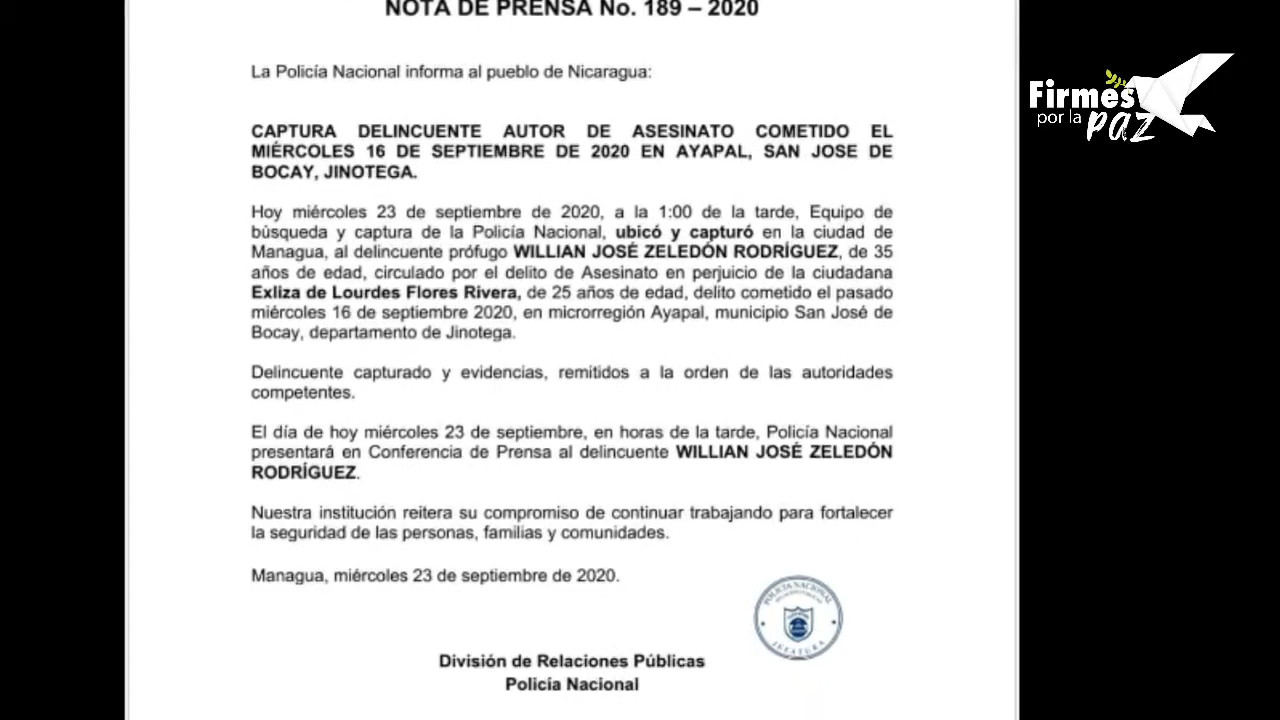 NOTA DE PRENSA No. 189 – 2020
La Policía Nacional informa al pueblo de Nicaragua:
CAPTURA DELINCUENTE AUTOR DE ASESINATO COMETIDO EL
MIÉRCOLES 16 DE SEPTIEMBRE DE 2020 EN AYAPAL, SAN JOSE DE
BOCAY, JINOTEGA.
Hoy miércoles 23 de septiembre de 2020, a la 1:00 de la tarde, Equipo de
búsqueda y captura de la Policía Nacional, ubicó y capturó en la ciudad de
Managua, al delincuente prófugo WILLIAN JOSÉ ZELEDÓN RODRÍGUEZ, de 35
años de edad, circulado por el delito de Asesinato en perjuicio de la ciudadana
Exliza de Lourdes Flores Rivera, de 25 años de edad, delito cometido el pasado
miércoles 16 de septiembre 2020, en microrregión Ayapal, municipio San José de
Bocay, departamento de Jinotega.
Delincuente capturado y evidencias, remitidos a la orden de las autoridades
competentes.
El día de hoy miércoles 23 de septiembre, en horas de la tarde, Policía Nacional
presentará en Conferencia de Prensa al delincuente WILLIAN JOSÉ ZELEDÓN
RODRÍGUEZ.
Nuestra institución reitera su compromiso de continuar trabajando para fortalecer
la seguridad de las personas, familias y comunidades.
Managua, miércoles 23 de septiembre de 2020.
POLICIA NACIONAL
JEFATURA
División de Relaciones Públicas
Policía Nacional
Firmes
por la
paz